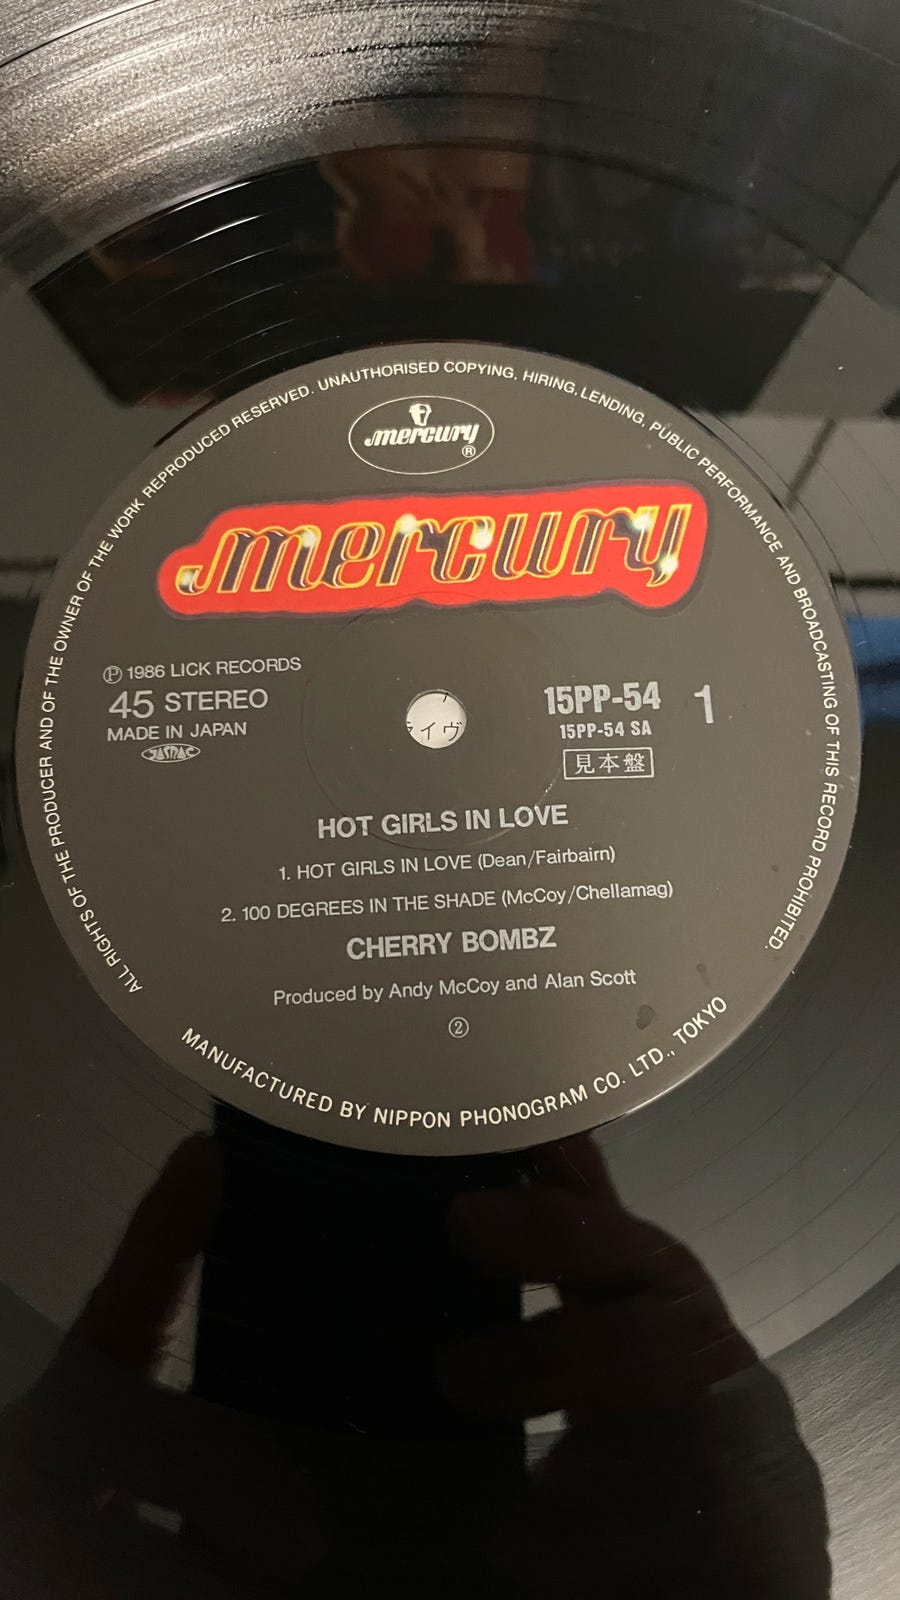 ALL RIGHTS OF THE PRODUCER AND OF THE OWNER OF THE WORK REPRODUCED RESERVED. UNAUTHORISED COPYING, HIRING, LENDING, PUBLIC PERFORMANCE AND BROADCASTING OF THIS RECORD PROHIBITED.
mercury
®
mercury
Ⓟ 1986 LICK RECORDS
45 STEREO
MADE IN JAPAN
JASRAC
15PP-54 1
15PP-54 SA
見本盤
イヴ
HOT GIRLS IN LOVE
1. HOT GIRLS IN LOVE (Dean/Fairbairn)
2. 100 DEGREES IN THE SHADE (McCoy/Chellamag)
CHERRY BOMBZ
Produced by Andy McCoy and Alan Scott
②
MANUFACTURED BY NIPPON PHONOGRAM CO. LTD., TOKYO